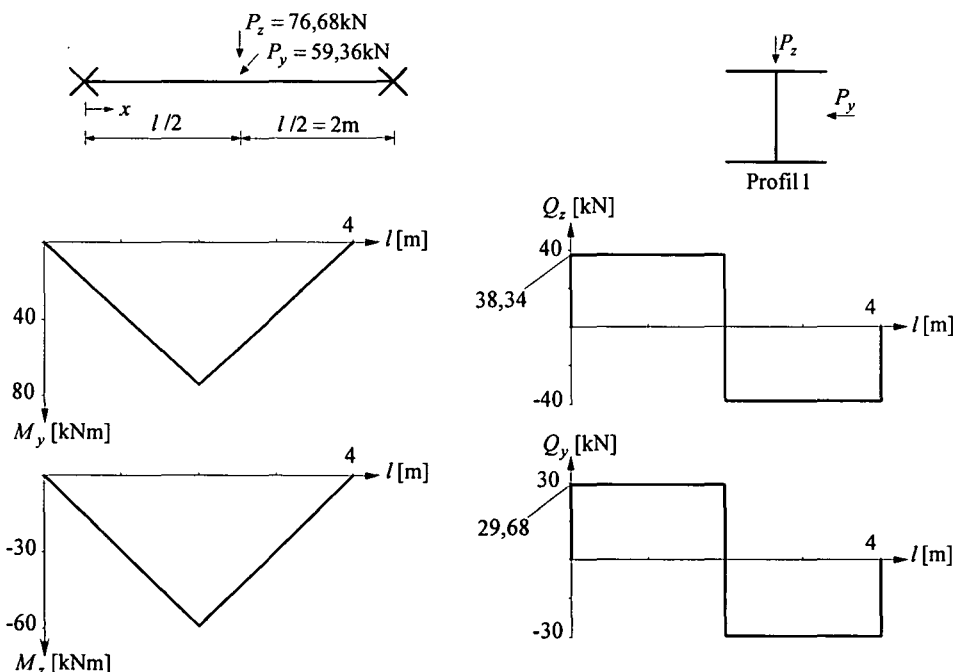 P_z = 76,68kN
P_y = 59,36kN
x
l/2
l/2 = 2m
P_z
P_y
Profil 1
4
l [m]
40
80
M_y [kNm]
Q_z [kN]
40
38,34
4
l [m]
-40
4
l [m]
-30
-60
M_z [kNm]
Q_y [kN]
30
29,68
4
l [m]
-30